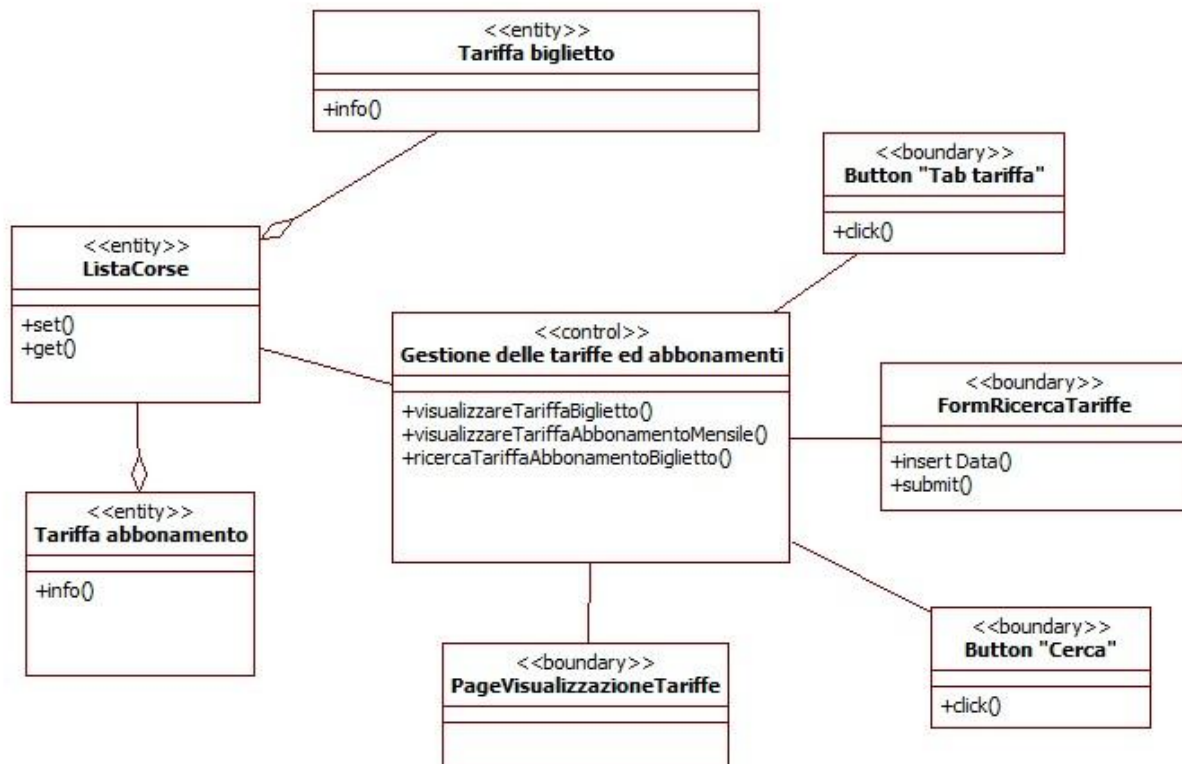 <<entity>>
Tariffa biglietto
+info()
<<boundary>>
Button "Tab tariffa"
+click()
<<entity>>
ListaCorse
+set()
+get()
<<control>>
Gestione delle tariffe ed abbonamenti
+visualizzareTariffaBiglietto()
+visualizzareTariffaAbbonamentoMensile()
+ricercaTariffaAbbonamentoBiglietto()
<<boundary>>
FormRicercaTariffe
+insert Data()
+submit()
<<entity>>
Tariffa abbonamento
+info()
<<boundary>>
Button "Cerca"
+click()
<<boundary>>
PageVisualizzazioneTariffe